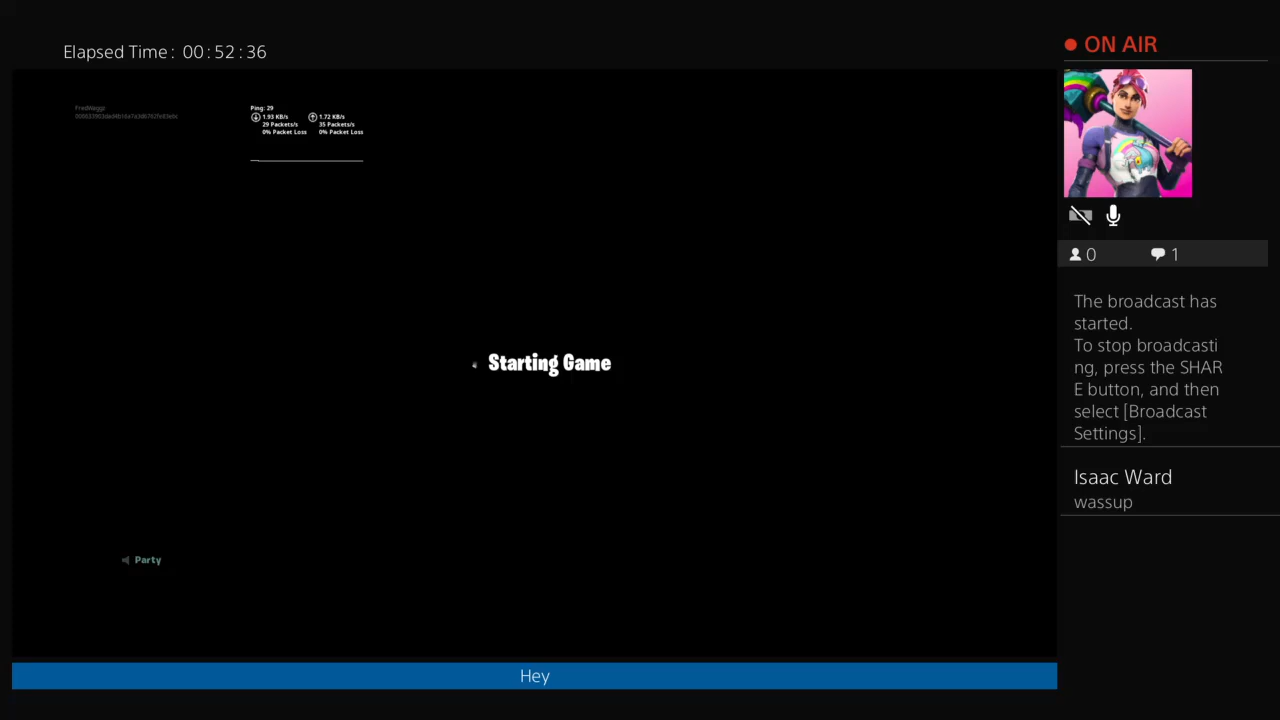 Elapsed Time: 00:52:36
ON AIR
FredWeggz
Ping: 29
1.93 KB/s
29 Packets/s
0% Packet Loss
1.72 KB/s
35 Packets/s
0% Packet Loss
0
1
The broadcast has
started.
To stop broadcasti
ng, press the SHAR
E button, and then
select [Broadcast
Settings].
Starting Game
Isaac Ward
wassup
Party
Hey